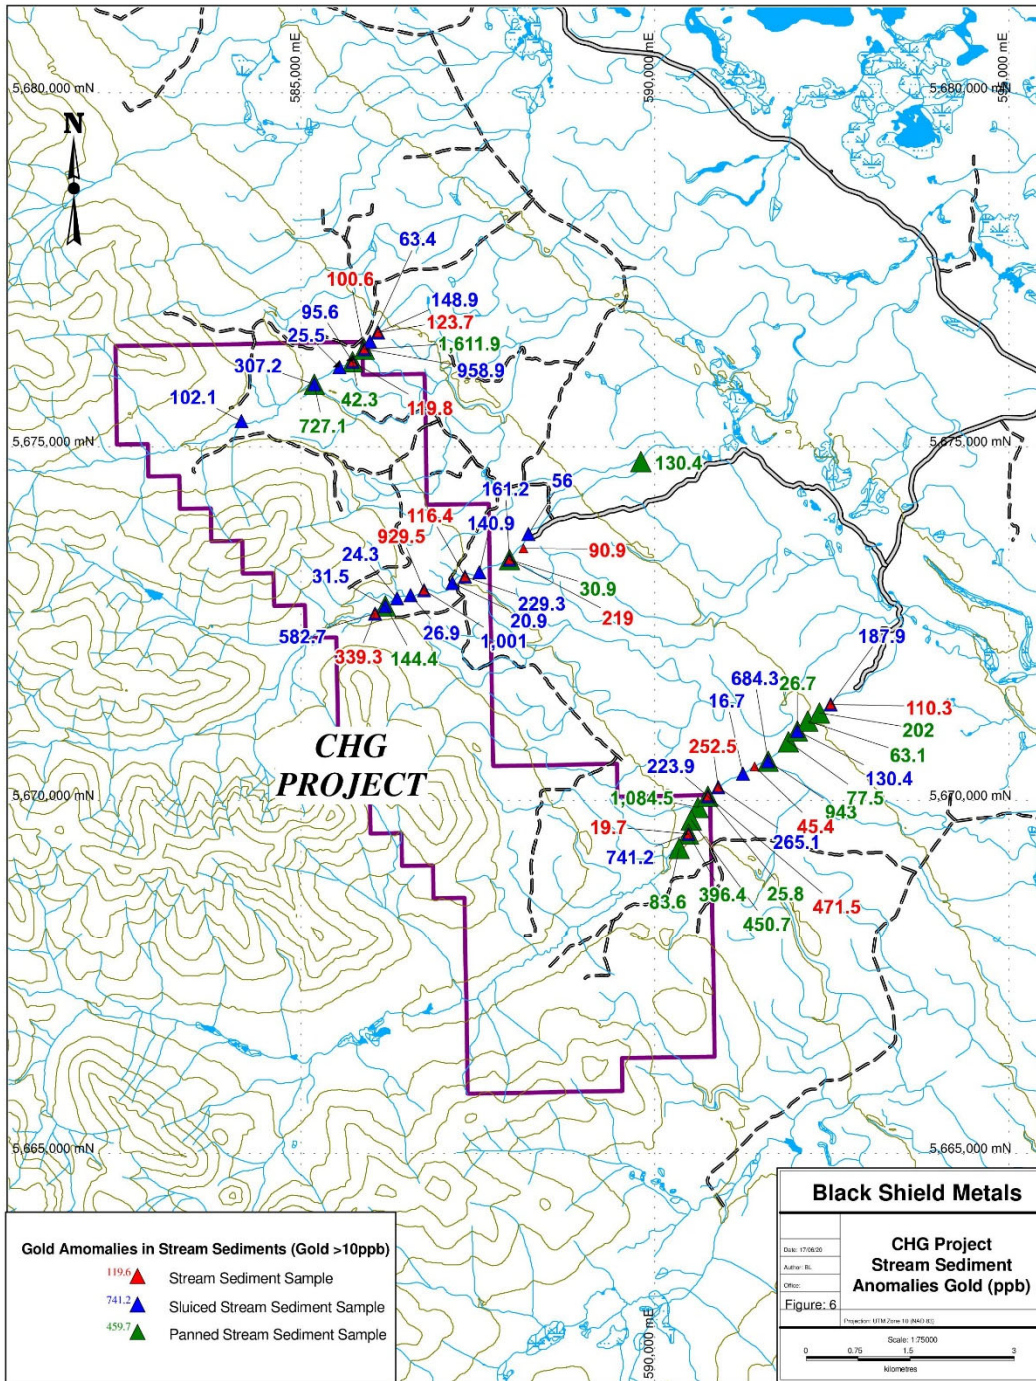 585,000 mE
590,000 mE
5,680,000 mN
5,680,000 mN
N
63.4
100.6
148.9
95.6
123.7
25.5
1,611.9
307.2
958.9
102.1
42.3
119.8
727.1
5,675,000 mN
5,675,000 mN
130.4
161.2
56
116.4
140.9
929.5
24.3
90.9
31.5
30.9
229.3
219
20.9
582.7
26.9
1,001
187.9
339.3
144.4
684.3
26.7
16.7
110.3
202
CHG
PROJECT
252.5
63.1
223.9
130.4
77.5
1,084.5
943
5,670,000 mN
45.4
19.7
265.1
741.2
83.6
396.4
25.8
471.5
450.7
5,665,000 mN
5,665,000 mN
590,000 mE
Gold Amomalies in Stream Sediments (Gold >10ppb)
119.6
Stream Sediment Sample
741.2
Sluiced Stream Sediment Sample
459.7
Panned Stream Sediment Sample
Black Shield Metals
Date: 17/06/20
Author: BL
Office:
Figure: 6
CHG Project
Stream Sediment
Anomalies Gold (ppb)
Scale: 1:75000
0 0.75 1.5 3
kilometres